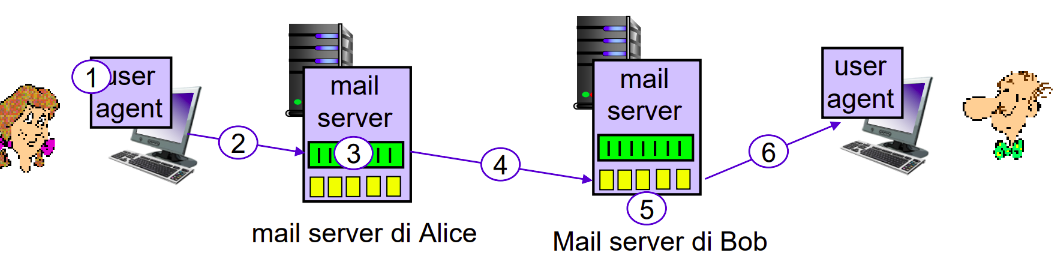 1 user
agent
2
mail
server
3
mail server di Alice
4
mail
server
5
Mail server di Bob
6
user
agent